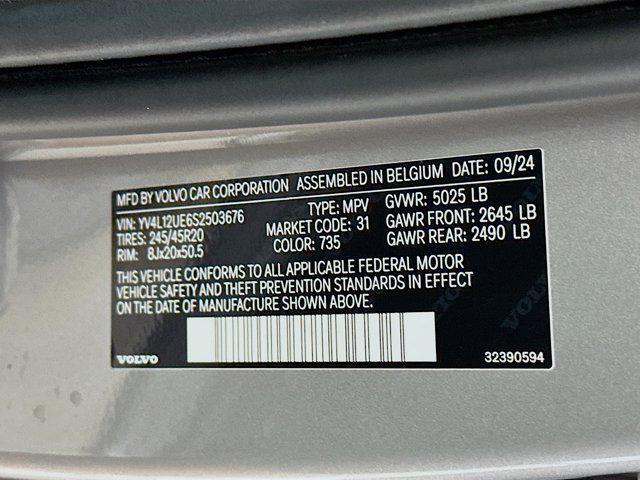 MFD BY VOLVO CAR CORPORATION ASSEMBLED IN BELGIUM DATE: 09/24
VIN: YV4L12UE6S2503676 TYPE: MPV GVWR: 5025 LB
TIRES: 245/45R20 MARKET CODE: 31 GAWR FRONT: 2645 LB
RIM: 8Jx20x50.5 COLOR: 735 GAWR REAR: 2490 LB
THIS VEHICLE CONFORMS TO ALL APPLICABLE FEDERAL MOTOR
VEHICLE SAFETY AND THEFT PREVENTION STANDARDS IN EFFECT
ON THE DATE OF MANUFACTURE SHOWN ABOVE.
VOLVO 32390594